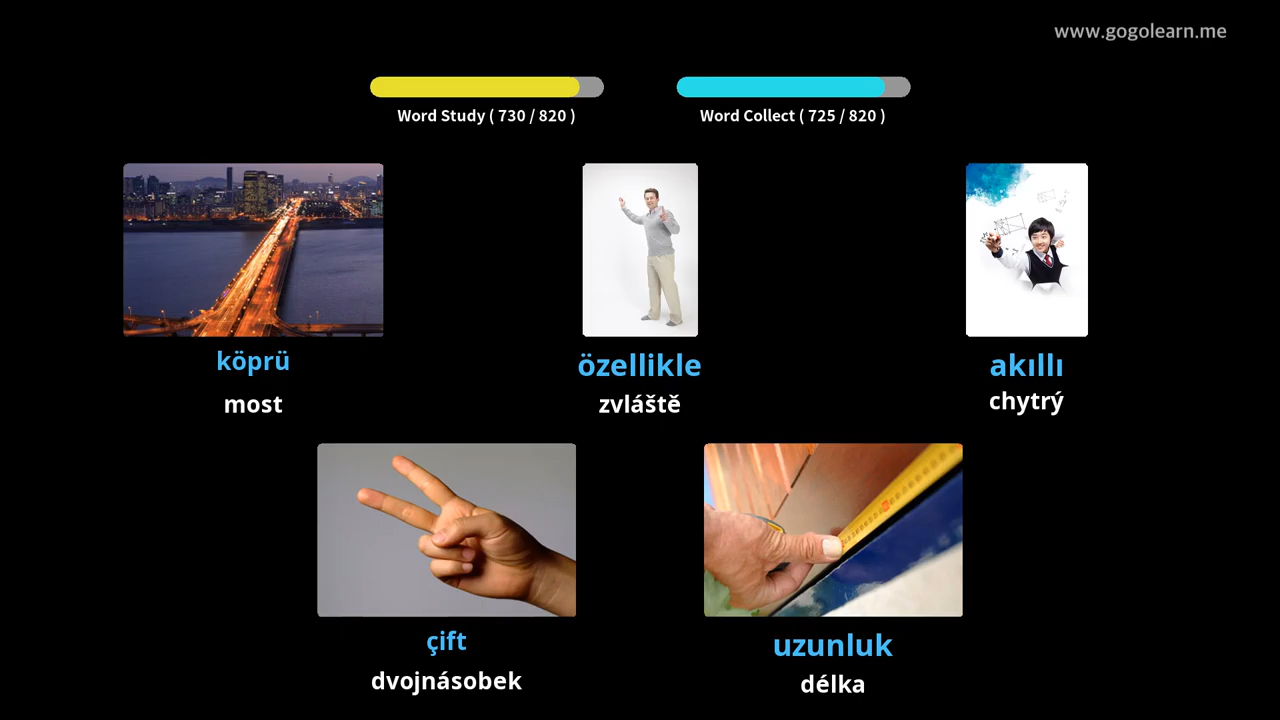 www.gogolearn.me
Word Study ( 730 / 820 )
Word Collect ( 725 / 820 )
köprü
most
özellikle
zvláště
akıllı
chytrý
çift
dvojnásobek
uzunluk
délka